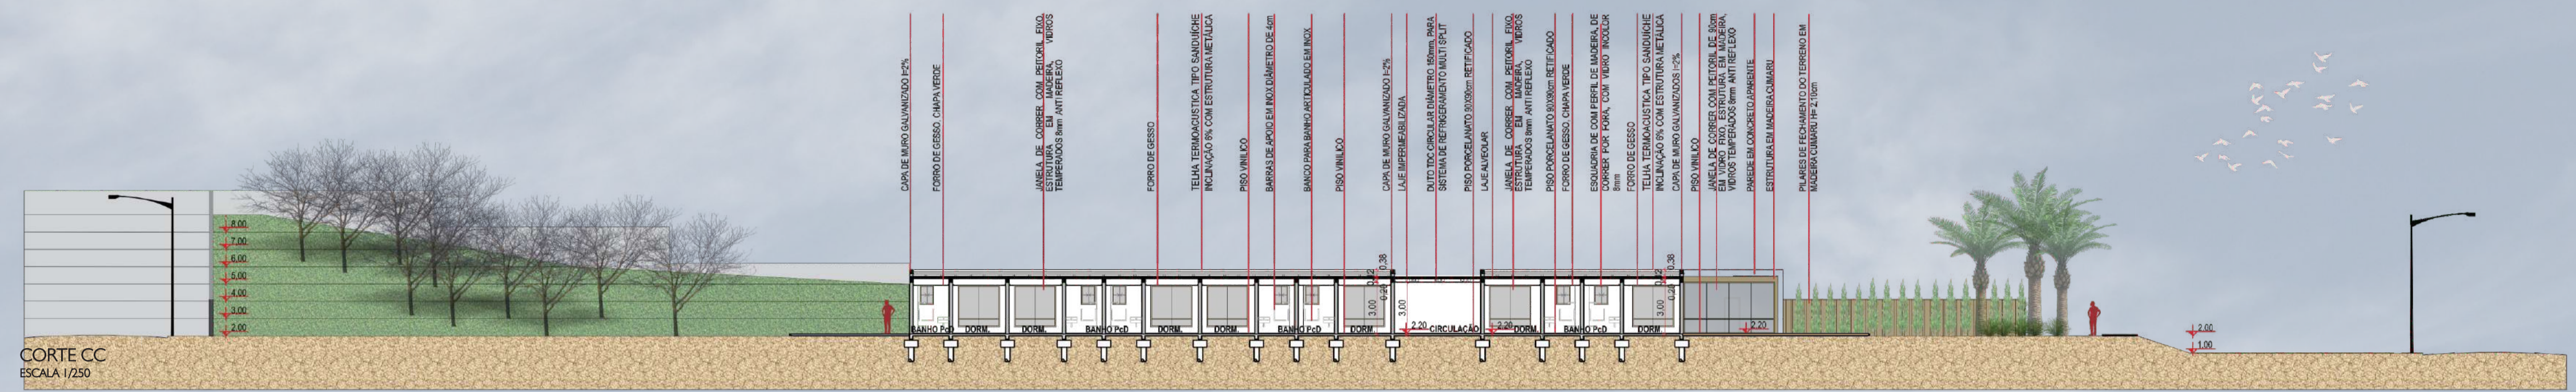 CAPA DE MURO GALVANIZADO I=2%
FORRO DE GESSO. CHAPA VERDE
JANELA DE CORRER COM PEITORIL FIXO,
ESTRUTURA EM MADEIRA, VIDROS
TEMPERADOS 8mm ANTI REFLEXO
FORRO DE GESSO
TELHA TERMOACUSTICA TIPO SANDUÍCHE
INCLINAÇÃO 6% COM ESTRUTURA METÁLICA
PISO VINILICO
BARRAS DE APOIO EM INOX DIÂMETRO DE 4cm
BANCO PARA BANHO ARTICULADO EM INOX
PISO VINILICO
CAPA DE MURO GALVANIZADO I=2%
LAJE IMPERMEABILIZADA
DUTO TDC CIRCULAR DIÂMETRO 150mm, PARA
SISTEMA DE REFRIGERAMENTO MULTI SPLIT
PISO PORCELANATO 90X90cm RETIFICADO
LAJE ALVEOLAR
JANELA DE CORRER COM PEITORIL FIXO,
ESTRUTURA EM MADEIRA, VIDROS
TEMPERADOS 8mm ANTI REFLEXO
PISO PORCELANATO 90X90cm RETIFICADO
FORRO DE GESSO. CHAPA VERDE
ESQUADRIA DE COM PERFIL DE MADEIRA, DE
CORRER POR FORA, COM VIDRO INCOLOR
8mm
FORRO DE GESSO
TELHA TERMOACUSTICA TIPO SANDUÍCHE
INCLINAÇÃO 6% COM ESTRUTURA METÁLICA
CAPA DE MURO GALVANIZADOS I=2%
PISO VINILICO
JANELA DE CORRER COM PEITORIL DE 90cm
EM VIDRO FIXO, ESTRUTURA EM MADEIRA,
VIDROS TEMPERADOS 8mm ANTI REFLEXO
PAREDE EM CONCRETO APARENTE
ESTRUTURA EM MADEIRA CUMARU
PILARES DE FECHAMENTO DO TERRENO EM
MADEIRA CUMARU H= 2,10cm
8,00
7,00
6,00
5,00
4,00
3,00
2,00
0,38
3,00
3,00
0,38
3,00
BANHO PcD
DORM.
DORM.
BANHO PcD
DORM.
DORM.
BANHO PcD
DORM.
2,20
CIRCULAÇÃO
2,20
DORM.
BANHO PcD
DORM
2,20
2,00
1,00
CORTE CC
ESCALA 1/250